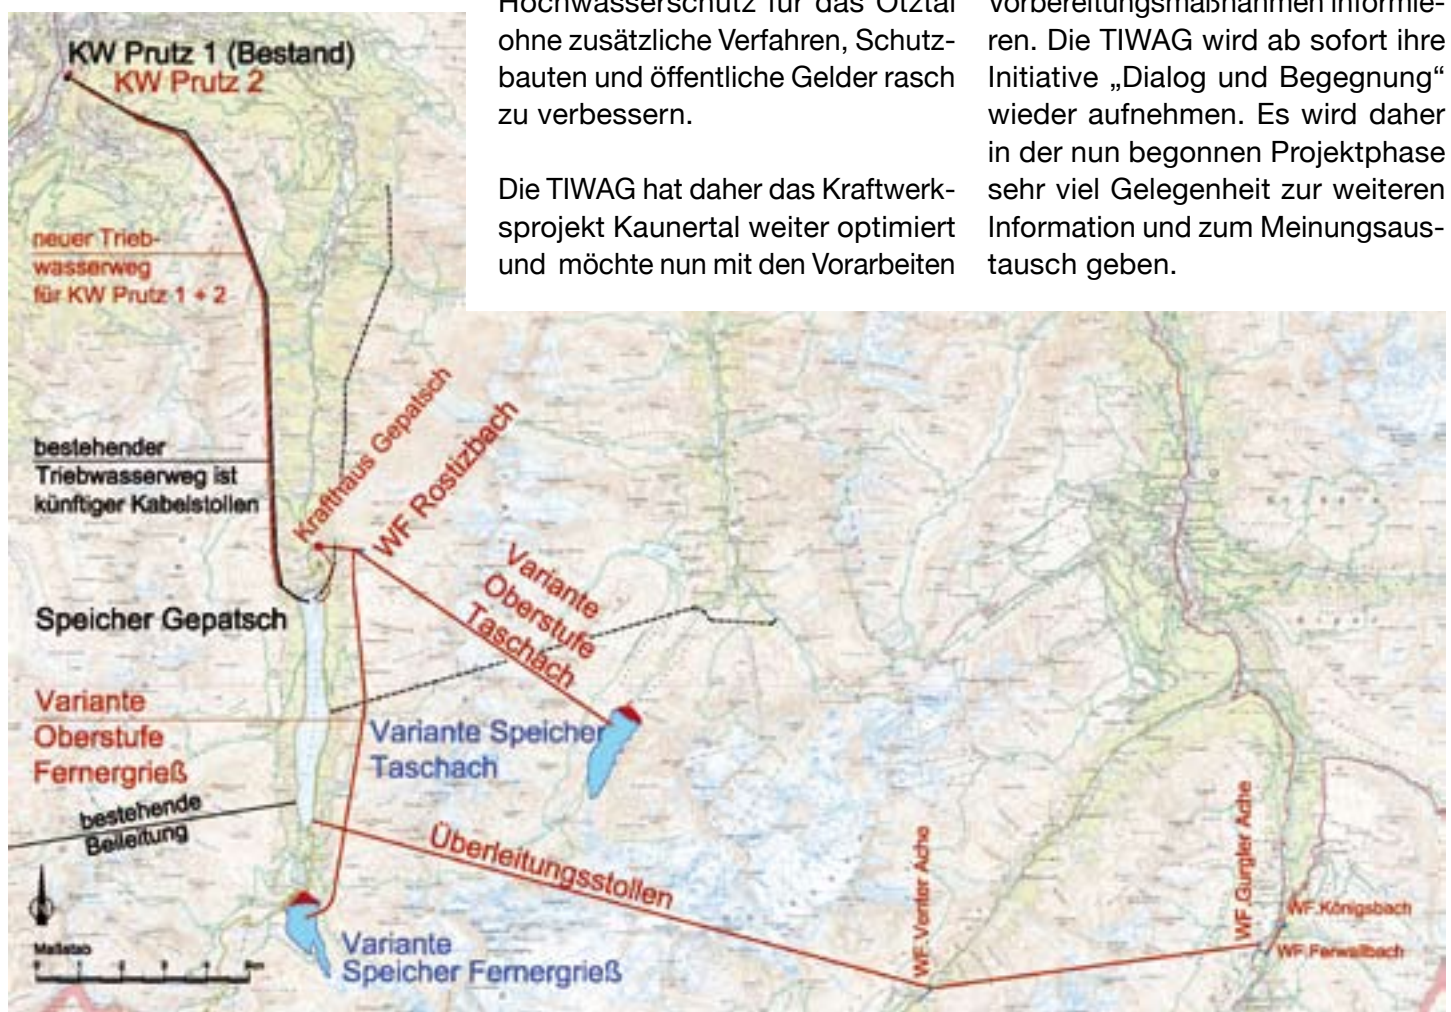 Hochwasserschutz für das Ötztal
ohne zusätzliche Verfahren, Schutz-
bauten und öffentliche Gelder rasch
zu verbessern.
Die TIWAG hat daher das Kraftwerk-
sprojekt Kaunertal weiter optimiert
und möchte nun mit den Vorarbeiten
Vorbereitungsmaßnahmen informie-
ren. Die TIWAG wird ab sofort ihre
Initiative „Dialog und Begegnung“
wieder aufnehmen. Es wird daher
in der nun begonnen Projektphase
sehr viel Gelegenheit zur weiteren
Information und zum Meinungsaus-
tausch geben.
KW Prutz 1 (Bestand)
KW Prutz 2
neuer Trieb-
wasserweg
für KW Prutz 1 + 2
bestehender
Triebwasserweg ist
künftiger Kabelstollen
Krafthaus Gepatsch
WF Rostizbach
Speicher Gepatsch
Variante
Oberstufe
Taschach
Variante
Oberstufe
Fernergrieß
Variante Speicher
Taschach
bestehende
Beileitung
Überleitungsstollen
WF.Venter Ache
WF.Gurgler Ache
WF.Königsbach
WF.Ferwallbach
Variante
Speicher Fernergrieß
Maßstab